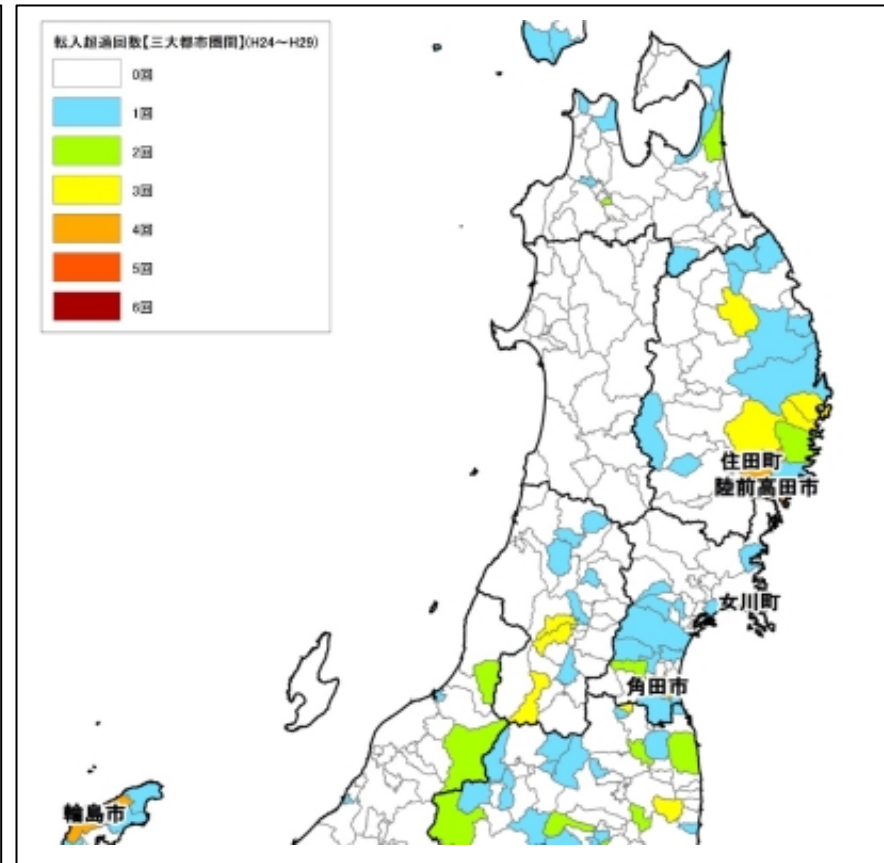 転入超過回数【三大都市圏間】(H24～H29)
0回
1回
2回
3回
4回
5回
6回
住田町
陸前高田市
女川町
角田市
輪島市